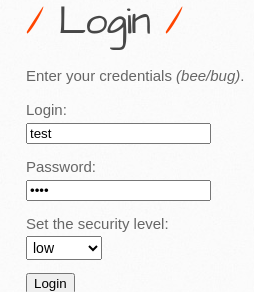 / Login /
Enter your credentials (bee/bug).
Login:
test
Password:
••••
Set the security level:
low
Login